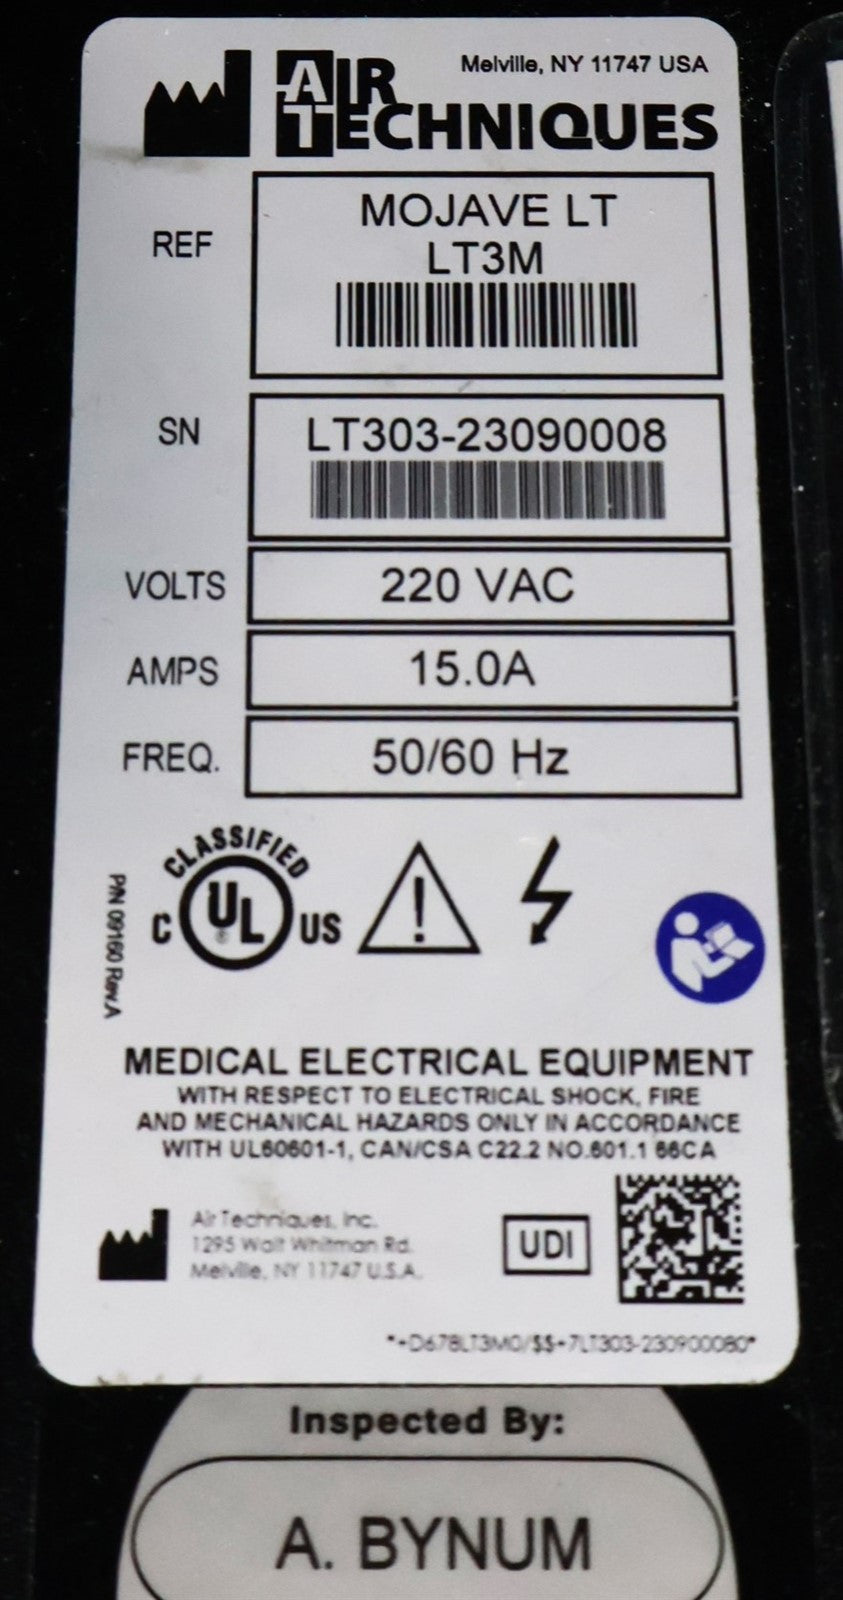 Melville, NY 11747 USA
AIR
TECHNIQUES
REF
MOJAVE LT
LT3M
SN
LT303-23090008
VOLTS
220 VAC
AMPS
15.0A
FREQ.
50/60 Hz
CLASSIFIED
C UL ® US
P/N 09160 Rev.A
MEDICAL ELECTRICAL EQUIPMENT
WITH RESPECT TO ELECTRICAL SHOCK, FIRE
AND MECHANICAL HAZARDS ONLY IN ACCORDANCE
WITH UL60601-1, CAN/CSA C22.2 NO.601.1 66CA
Air Techniques, Inc.
1295 Walt Whitman Rd.
Melville, NY 11747 U.S.A.
UDI
*+D678LT3M0/$$+7LT303-230900080*
Inspected By:
A. BYNUM